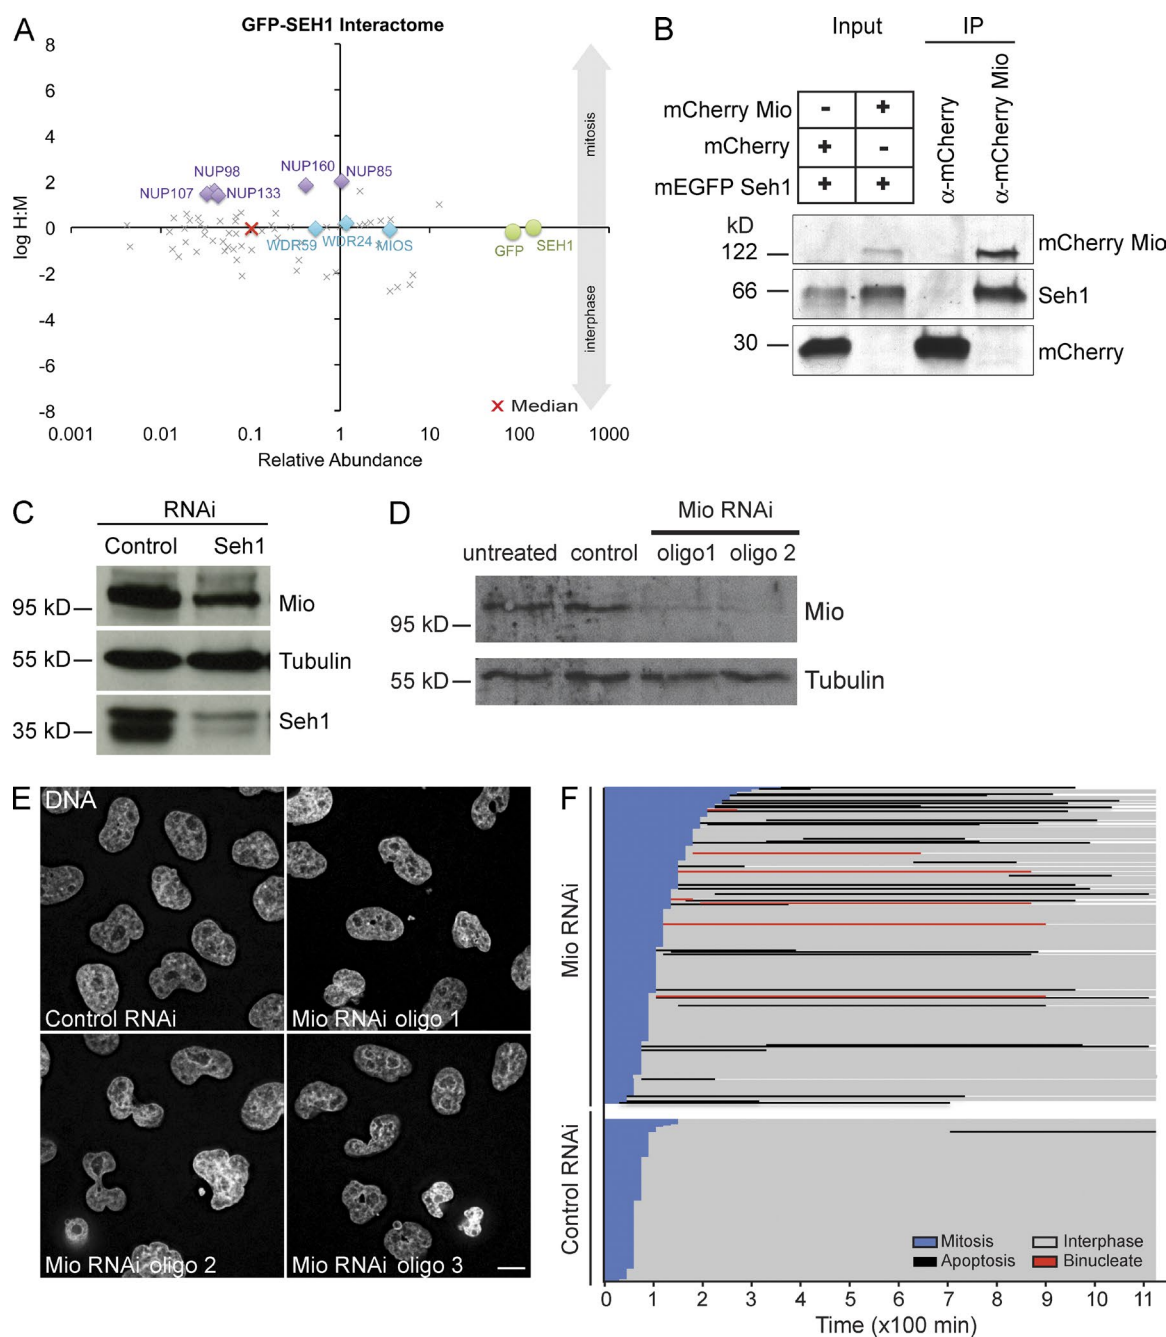 A
GFP-SEH1 Interactome
8
6
4
2
0
-2
-4
-6
-8
log H:M
NUP98
NUP160
NUP85
NUP107
NUP133
WDR59
WDR24
MIOS
GFP
SEH1
mitosis
interphase
Median
0.001 0.01 0.1 1 10 100 1000
Relative Abundance
B
Input IP
mCherry Mio - +
mCherry + -
mEGFP Seh1 + +
α-mCherry
α-mCherry Mio
kD
122
mCherry Mio
66
Seh1
30
mCherry
C
RNAi
Control Seh1
95 kD
Mio
55 kD
Tubulin
35 kD
Seh1
D
Mio RNAi
untreated control oligo1 oligo 2
95 kD
Mio
55 kD
Tubulin
E
DNA
Control RNAi
Mio RNAi oligo 1
Mio RNAi oligo 2
Mio RNAi oligo 3
F
Mio RNAi
Control RNAi
Mitosis Interphase
Apoptosis Binucleate
0 1 2 3 4 5 6 7 8 9 10 11
Time (x100 min)